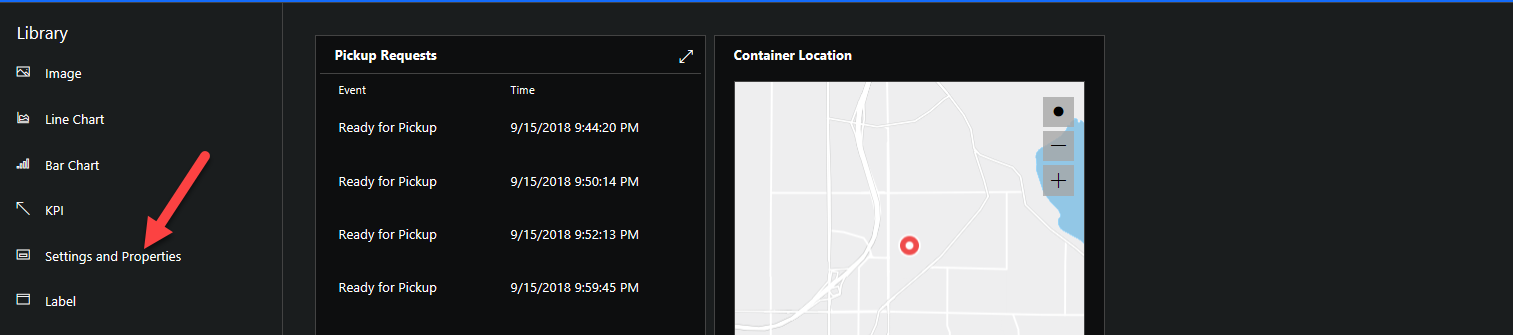 Library
Image
Line Chart
Bar Chart
KPI
Settings and Properties
Label
Pickup Requests
Event Time
Ready for Pickup 9/15/2018 9:44:20 PM
Ready for Pickup 9/15/2018 9:50:14 PM
Ready for Pickup 9/15/2018 9:52:13 PM
Ready for Pickup 9/15/2018 9:59:45 PM
Container Location